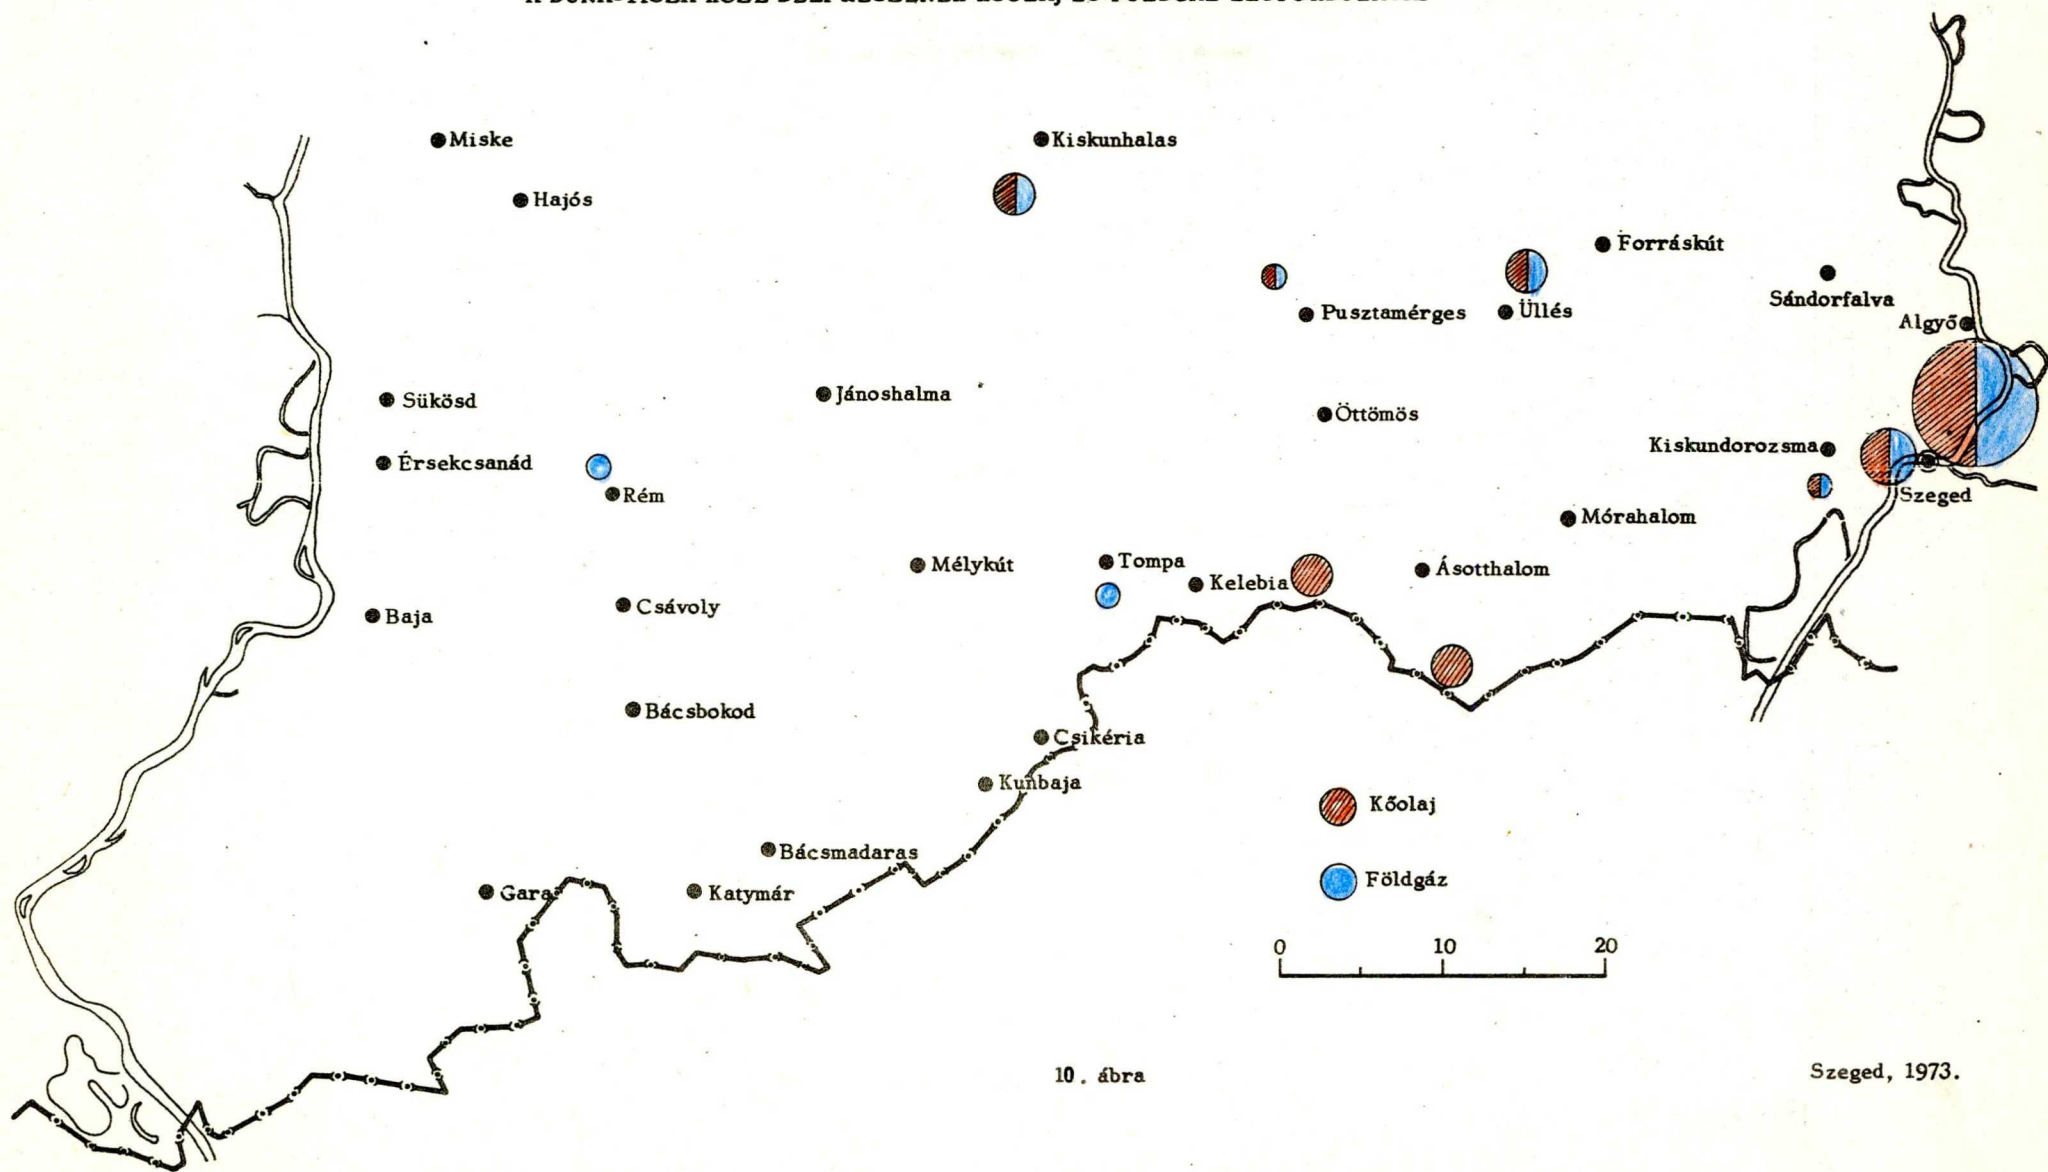 Miske
Kiskunhalas
Hajós
Forráskút
Sándorfalva
Pusztamérges
Üllés
Algyő
Jánoshalma
Sükösd
Öttömös
Kiskundorozsma
Érsekcsanád
Rém
Szeged
Mórahalom
Mélykút
Tompa
Kelebia
Ásotthalom
Csávoly
Baja
Bácsbokod
Csikéria
Kunbaja
Kőolaj
Bácsmadaras
Földgáz
Gara
Katymár
0 10 20
10. ábra
Szeged, 1973.